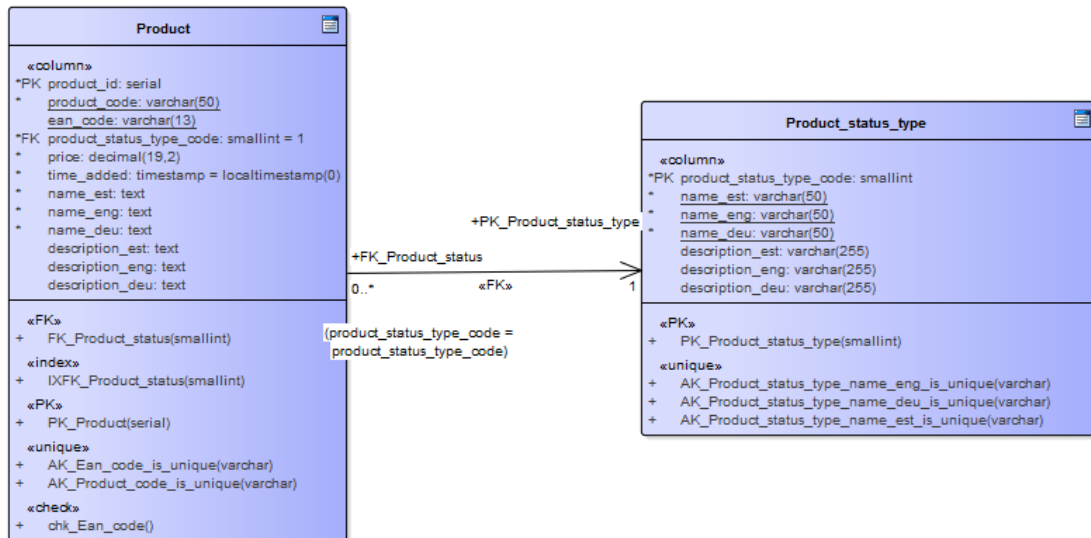 Product
«column»
*PK product_id: serial
* product_code: varchar(50)
ean_code: varchar(13)
*FK product_status_type_code: smallint = 1
* price: decimal(19,2)
* time_added: timestamp = localtimestamp(0)
* name_est: text
* name_eng: text
* name_deu: text
description_est: text
description_eng: text
description_deu: text
«FK»
+ FK_Product_status(smallint)
«index»
+ IXFK_Product_status(smallint)
«PK»
+ PK_Product(serial)
«unique»
+ AK_Ean_code_is_unique(varchar)
+ AK_Product_code_is_unique(varchar)
«check»
+ chk_Ean_code()
+PK_Product_status_type
+FK_Product_status
0..*
«FK»
1
(product_status_type_code =
product_status_type_code)
Product_status_type
«column»
*PK product_status_type_code: smallint
* name_est: varchar(50)
* name_eng: varchar(50)
* name_deu: varchar(50)
description_est: varchar(255)
description_eng: varchar(255)
description_deu: varchar(255)
«PK»
+ PK_Product_status_type(smallint)
«unique»
+ AK_Product_status_type_name_eng_is_unique(varchar)
+ AK_Product_status_type_name_deu_is_unique(varchar)
+ AK_Product_status_type_name_est_is_unique(varchar)